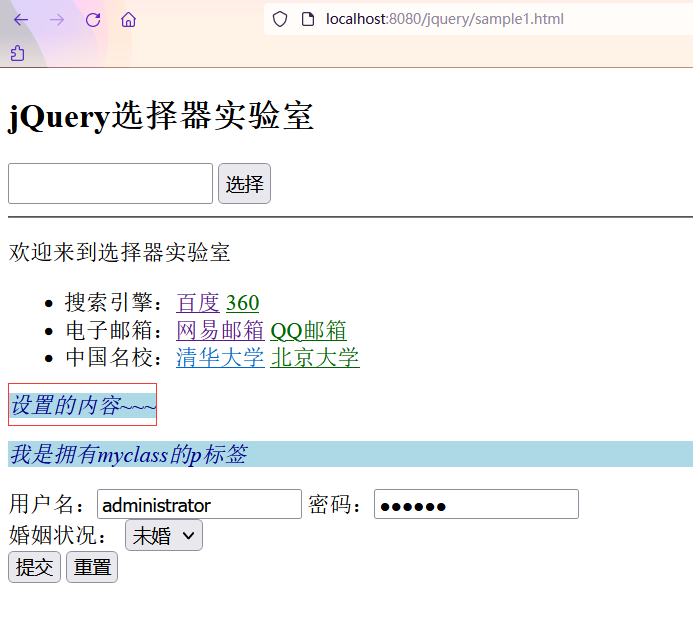 localhost:8080/jquery/sample1.html
jQuery选择器实验室
选择
欢迎来到选择器实验室
搜索引擎：百度 360
电子邮箱：网易邮箱 QQ邮箱
中国名校：清华大学 北京大学
设置的内容~~~
我是拥有myclass的p标签
用户名：administrator 密码：●●●●●●
婚姻状况： 未婚
提交 重置